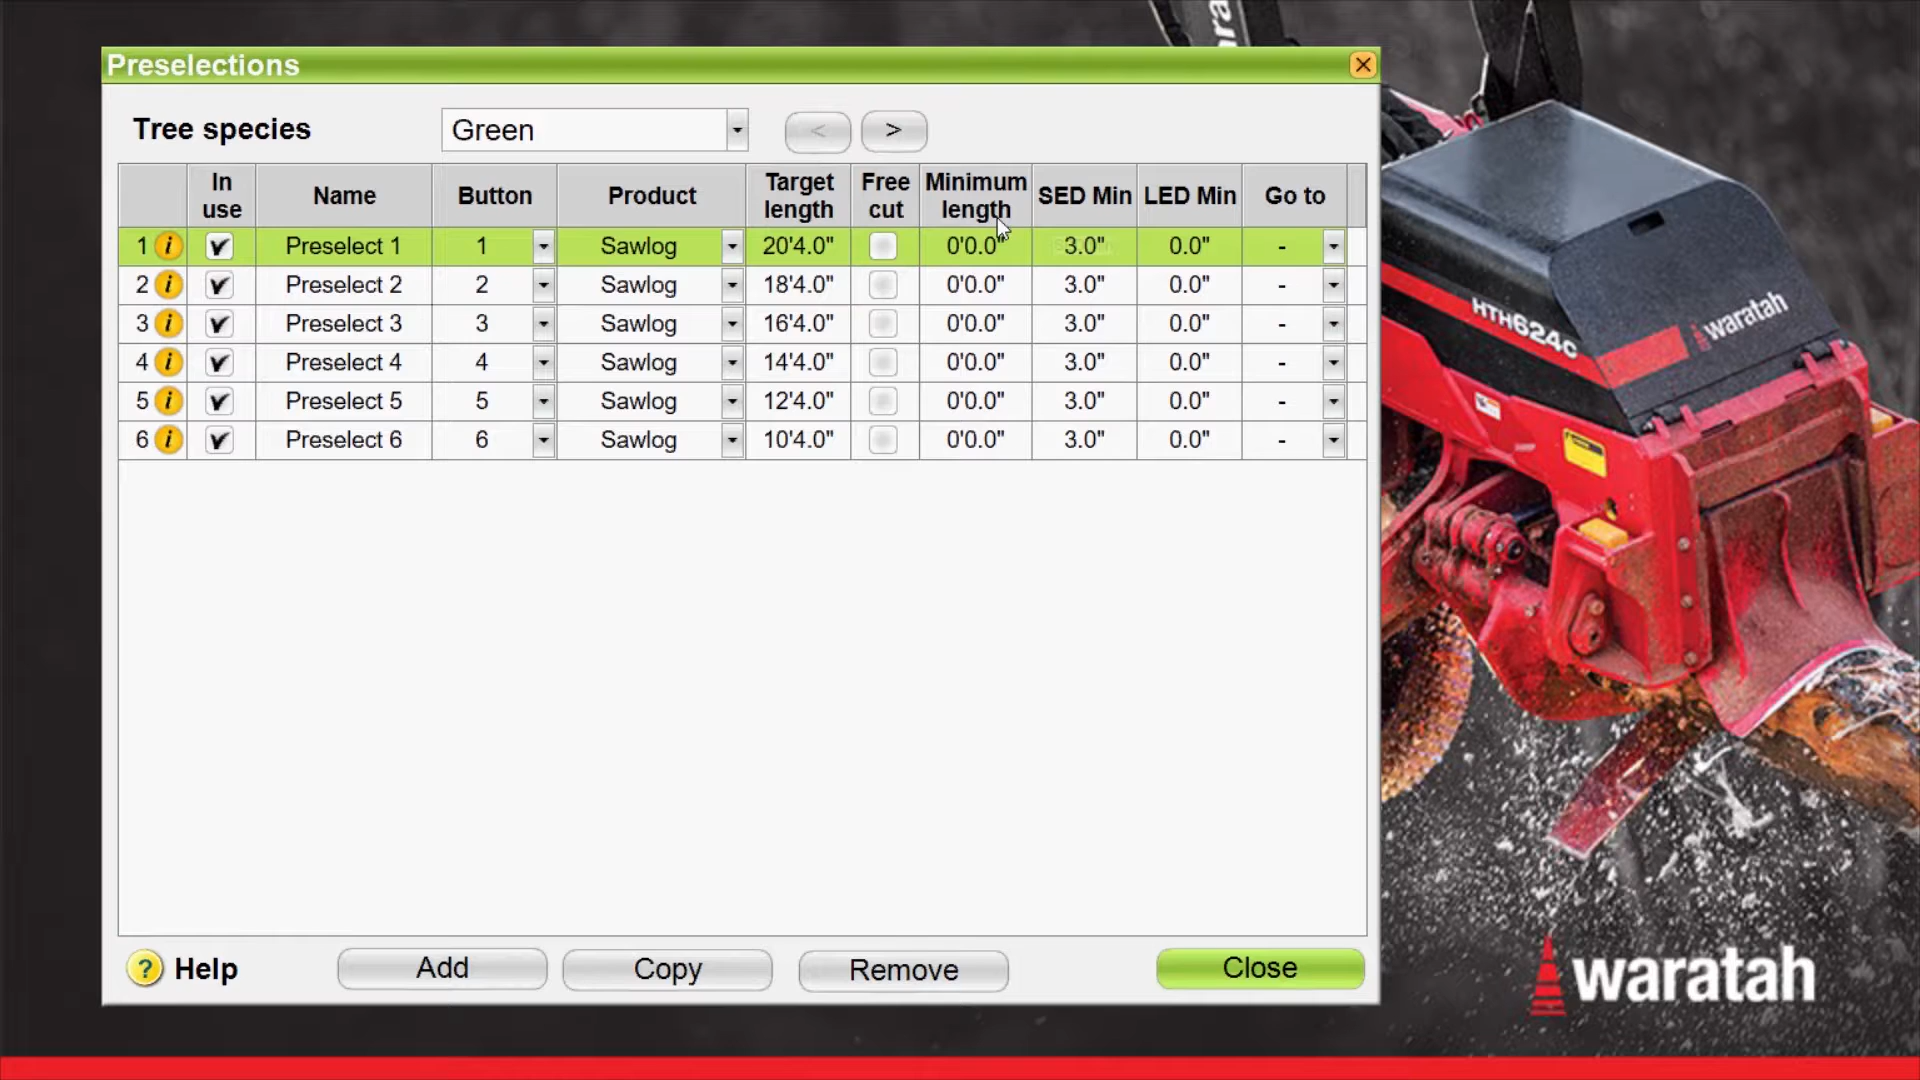 Preselections
Tree species Green < >
In use Name Button Product Target length Free cut Minimum length SED Min LED Min Go to
1 i Preselect 1 1 Sawlog 20'4.0" 0'0.0" 3.0" 0.0" -
2 i Preselect 2 2 Sawlog 18'4.0" 0'0.0" 3.0" 0.0" -
3 i Preselect 3 3 Sawlog 16'4.0" 0'0.0" 3.0" 0.0" -
4 i Preselect 4 4 Sawlog 14'4.0" 0'0.0" 3.0" 0.0" -
5 i Preselect 5 5 Sawlog 12'4.0" 0'0.0" 3.0" 0.0" -
6 i Preselect 6 6 Sawlog 10'4.0" 0'0.0" 3.0" 0.0" -
? Help Add Copy Remove Close
HTH624C
waratah
waratah